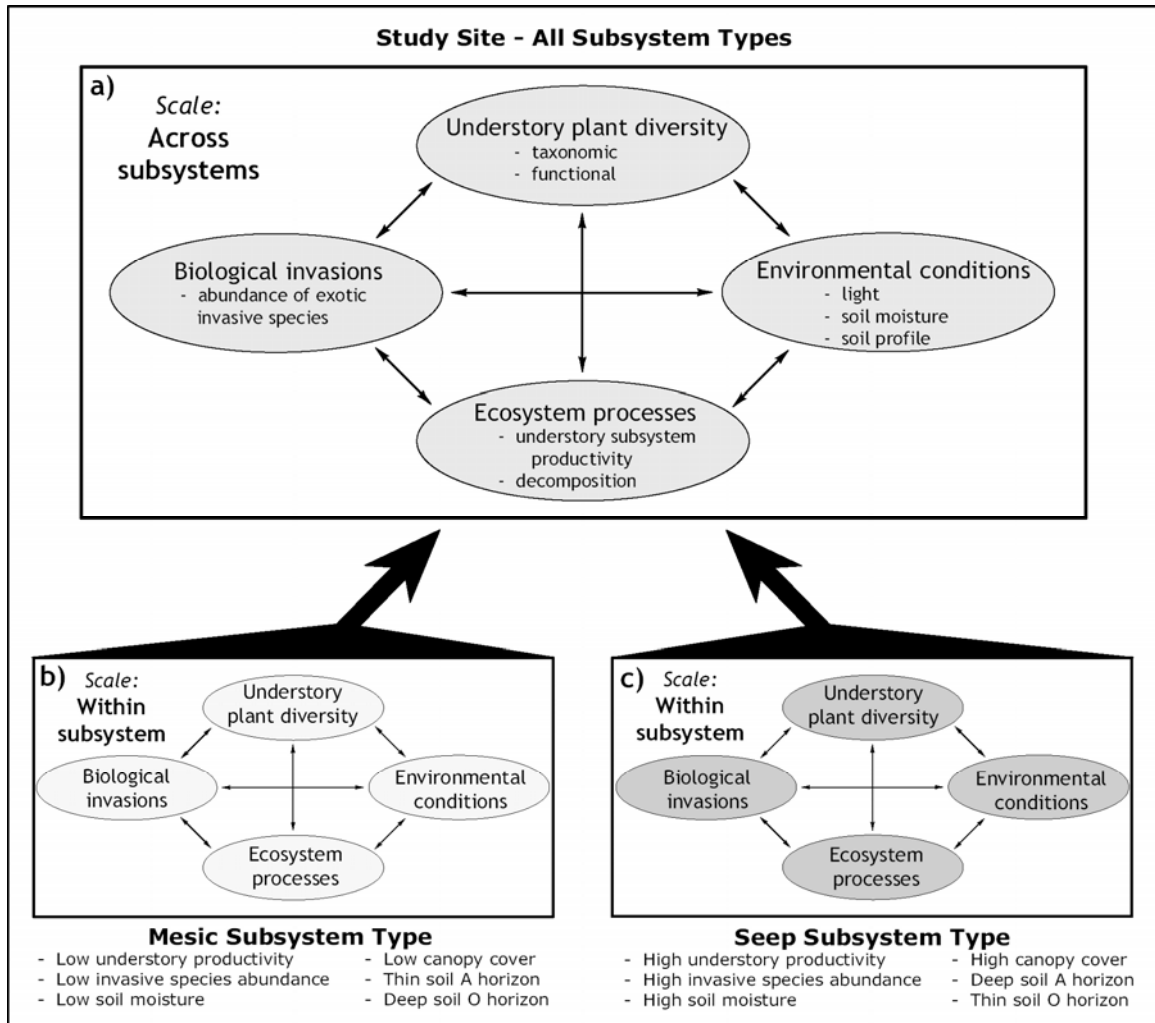 Study Site - All Subsystem Types
a)
Scale:
Across
subsystems
Understory plant diversity
- taxonomic
- functional
Biological invasions
- abundance of exotic
invasive species
Environmental conditions
- light
- soil moisture
- soil profile
Ecosystem processes
- understory subsystem
productivity
- decomposition
b)
Scale:
Within
subsystem
Understory
plant diversity
Biological
invasions
Environmental
conditions
Ecosystem
processes
Mesic Subsystem Type
- Low understory productivity
- Low invasive species abundance
- Low soil moisture
- Low canopy cover
- Thin soil A horizon
- Deep soil O horizon
c)
Scale:
Within
subsystem
Understory
plant diversity
Biological
invasions
Environmental
conditions
Ecosystem
processes
Seep Subsystem Type
- High understory productivity
- High invasive species abundance
- High soil moisture
- High canopy cover
- Deep soil A horizon
- Thin soil O horizon